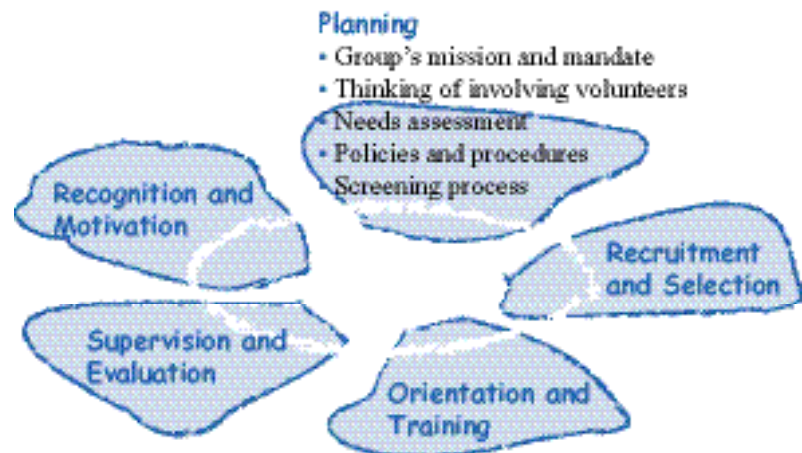 Planning
• Group's mission and mandate
• Thinking of involving volunteers
• Needs assessment
• Policies and procedures
• Screening process
Recognition and
Motivation
Recruitment
and Selection
Supervision and
Evaluation
Orientation and
Training